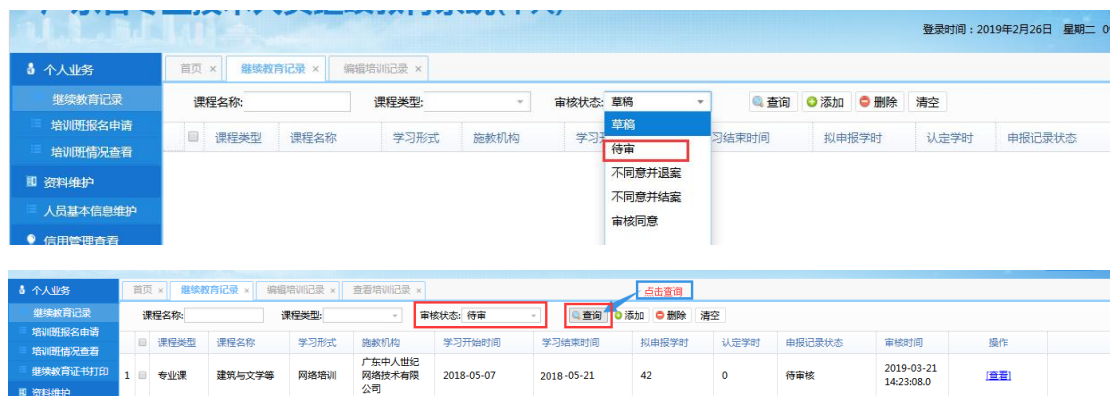 登录时间：2019年2月26日 星期二
个人业务
首页 × 继续教育记录 × 编辑培训记录 ×
继续教育记录
课程名称: 课程类型: 审核状态: 草稿 查询 添加 删除 清空
培训班报名申请
草稿
课程类型 课程名称 学习形式 施教机构 学习 习结束时间 拟申报学时 认定学时 申报记录状态
待审
培训班情况查看
不同意并退案
资料维护
不同意并结案
人员基本信息维护
审核同意
信用管理查看
个人业务
首页 × 继续教育记录 × 编辑培训记录 × 查看培训记录 ×
点击查询
继续教育记录
课程名称: 课程类型: 审核状态: 待审 查询 添加 删除 清空
培训班报名申请
课程类型 课程名称 学习形式 施教机构 学习开始时间 学习结束时间 拟申报学时 认定学时 申报记录状态 审核时间 操作
培训班情况查看
继续教育证书打印
1 专业课 建筑与文学等 网络培训 广东中人世纪网络技术有限公司 2018-05-07 2018-05-21 42 0 待审核 2019-03-21 14:23:08.0 [查看]
资料维护